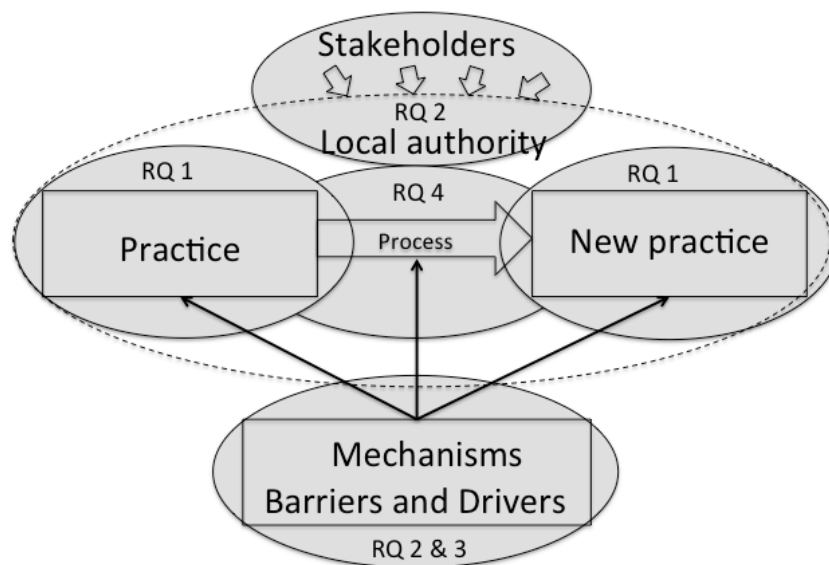 Stakeholders
RQ 2
Local authority
RQ 1
RQ 4
RQ 1
Practice
Process
New practice
Mechanisms
Barriers and Drivers
RQ 2 & 3